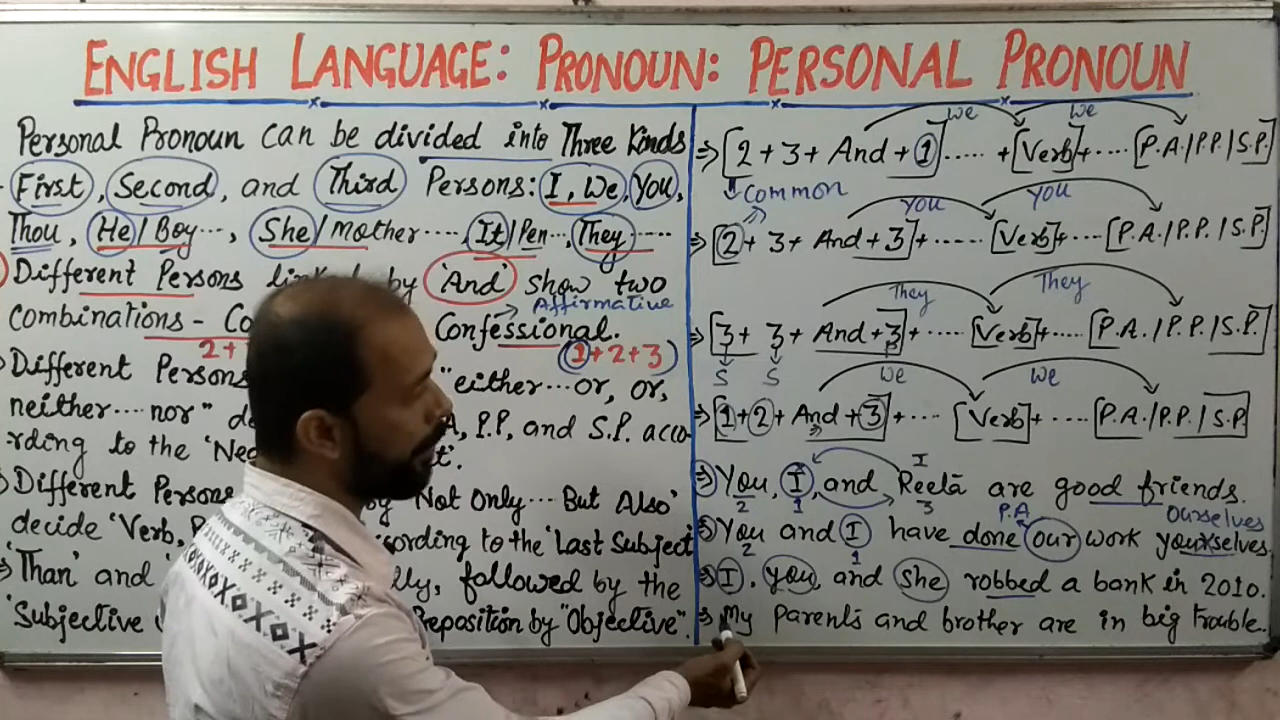 ENGLISH LANGUAGE: PRONOUN: PERSONAL PRONOUN
Personal Pronoun can be divided into Three Kinds
First, Second, and Third Persons: I, We, You,
Thou, He/Boy..., She/Mother...., It/Pen..., They.....
Different Persons by 'And' show two
Affirmative
combinations - Confessional.
2+ (1+2+3)
Different Persons "either...or, or,
neither....nor" P.P., and S.P. acco-
rding to the
Different Persons by 'Not Only...But Also'
decide 'Verb, according to the 'Last Subject'
'Than' and followed by the
'Subjective Preposition by "Objective".
We We
⇒ [2+3+And+1]..... +[Verb]+....[P.A./P.P./S.P.]
Common
You You
⇒ [2+3+And+3]+.....[Verb]+....[P.A./P.P./S.P.]
They They
⇒ [3+3+And+3]+.....[Verb]+....[P.A./P.P./S.P.]
S S
We We
⇒ [1+2+And+3]+....[Verb]+....[P.A./P.P./S.P.]
I
⇒ You, I, and Reeta are good friends.
2 1 3 P.A ourselves
⇒ You and I have done our work yourselves.
2 1
⇒ I, you, and she robbed a bank in 2010.
⇒ My parents and brother are in big trouble.